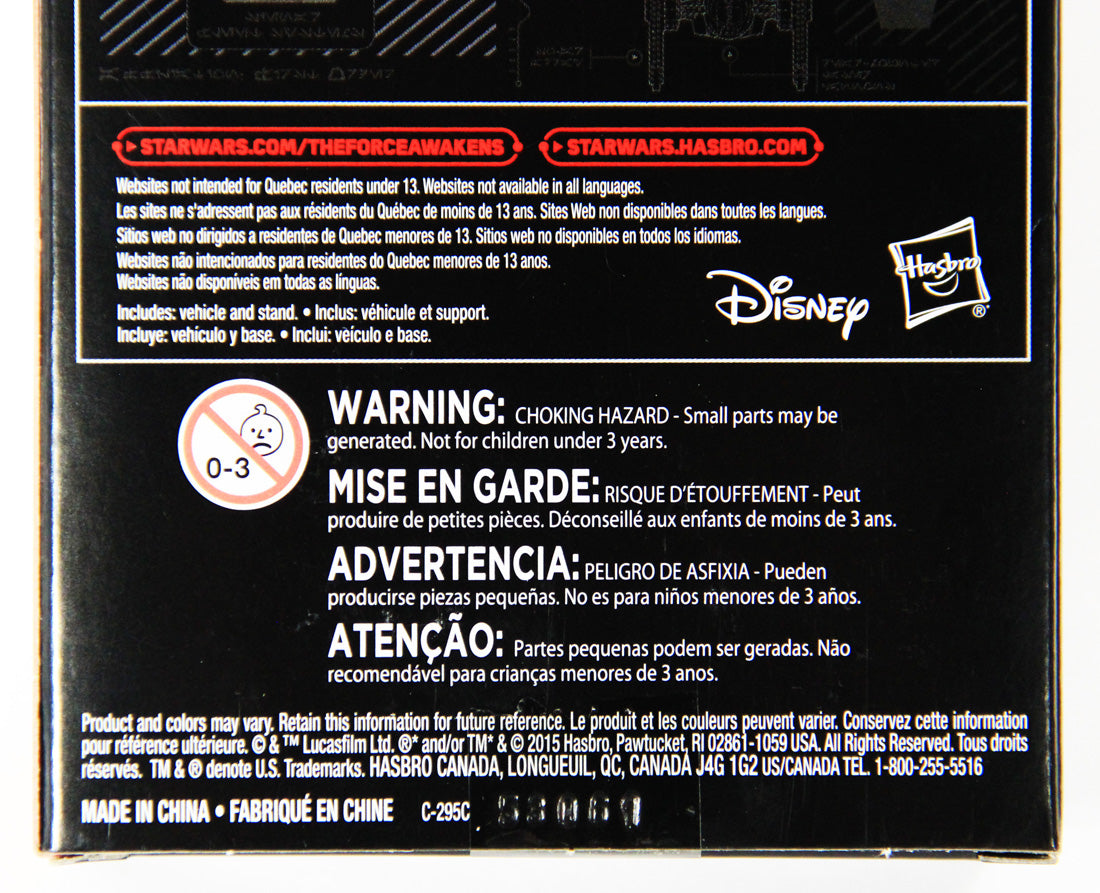 STARWARS.COM/THEFORCEAWAKENS STARWARS.HASBRO.COM
Websites not intended for Quebec residents under 13. Websites not available in all languages.
Les sites ne s'adressent pas aux résidents du Québec de moins de 13 ans. Sites Web non disponibles dans toutes les langues.
Sitios web no dirigidos a residentes de Quebec menores de 13. Sitios web no disponibles en todos los idiomas.
Websites não intencionados para residentes do Quebec menores de 13 anos.
Websites não disponíveis em todas as línguas.
Includes: vehicle and stand. • Inclus: véhicule et support.
Incluye: vehículo y base. • Inclui: veículo e base.
Disney
Hasbro ®
0-3
WARNING: CHOKING HAZARD - Small parts may be
generated. Not for children under 3 years.
MISE EN GARDE: RISQUE D'ÉTOUFFEMENT - Peut
produire de petites pièces. Déconseillé aux enfants de moins de 3 ans.
ADVERTENCIA: PELIGRO DE ASFIXIA - Pueden
producirse piezas pequeñas. No es para niños menores de 3 años.
ATENÇÃO: Partes pequenas podem ser geradas. Não
recomendável para crianças menores de 3 anos.
Product and colors may vary. Retain this information for future reference. Le produit et les couleurs peuvent varier. Conservez cette information
pour référence ultérieure. © & ™ Lucasfilm Ltd. ®* and/or TM* & © 2015 Hasbro, Pawtucket, RI 02861-1059 USA. All Rights Reserved. Tous droits
réservés. TM & ® denote U.S. Trademarks. HASBRO CANADA, LONGUEUIL, QC, CANADA J4G 1G2 US/CANADA TEL. 1-800-255-5516
MADE IN CHINA • FABRIQUÉ EN CHINE C-295C